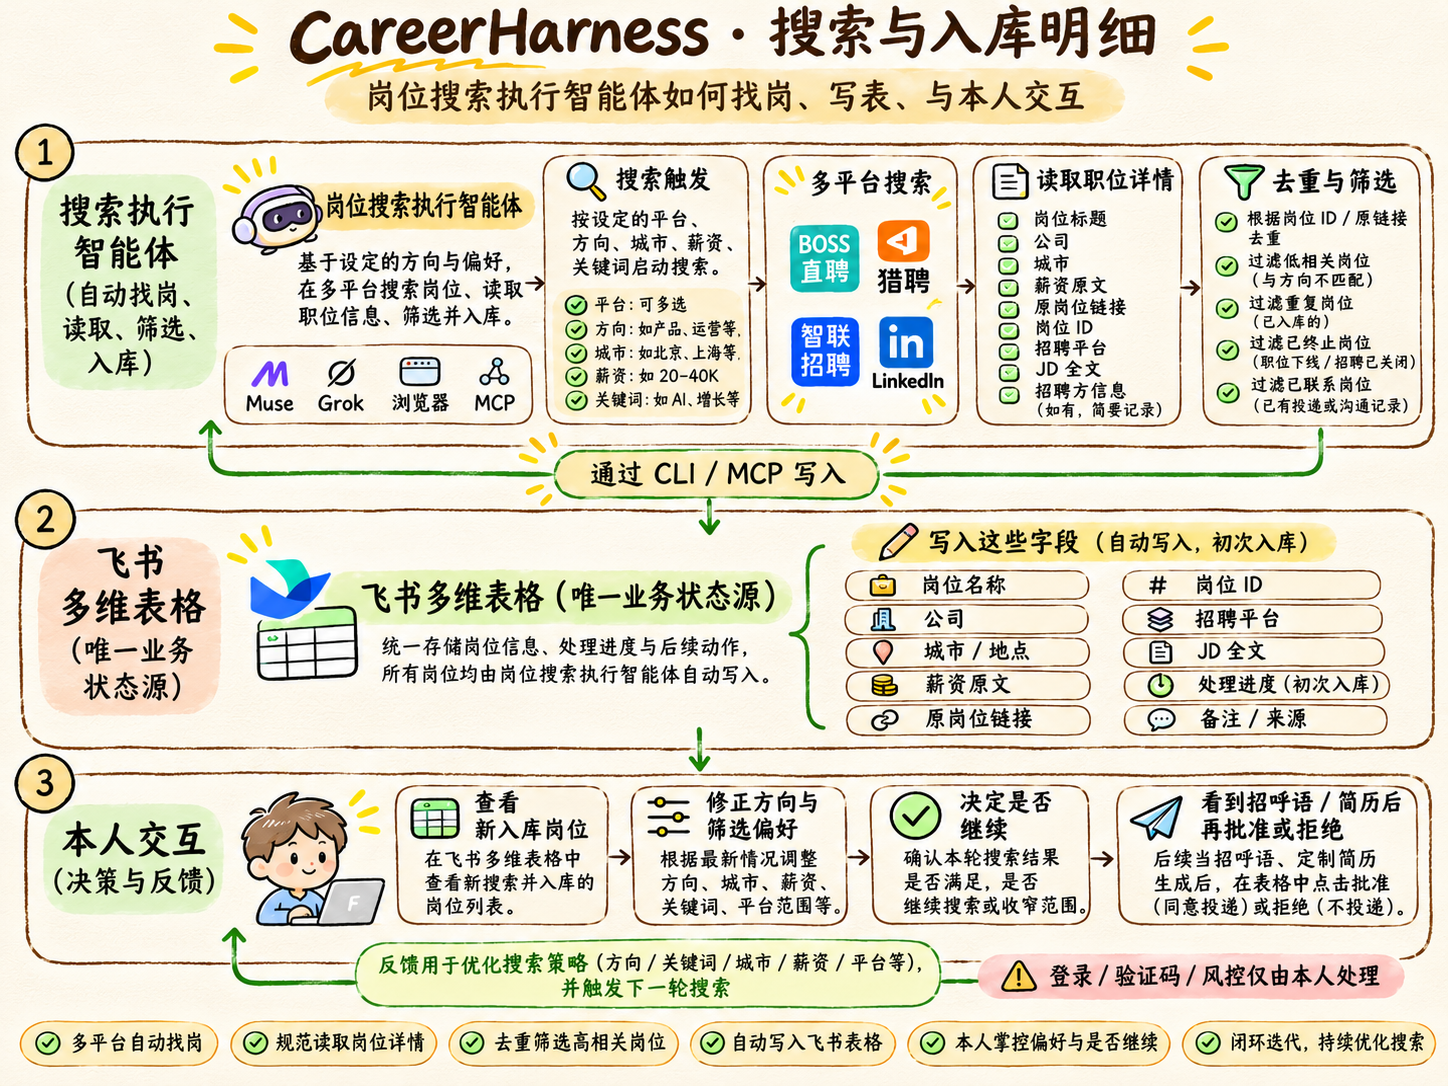 CareerHarness · 搜索与入库明细
岗位搜索执行智能体如何找岗、写表、与本人交互
1
搜索执行
智能体
（自动找岗、
读取、筛选、
入库）
岗位搜索执行智能体
基于设定的方向与偏好，
在多平台搜索岗位、读取
职位信息、筛选并入库。
Muse
Grok
浏览器
MCP
搜索触发
按设定的平台、
方向、城市、薪资、
关键词启动搜索。
平台：可多选
方向：如产品、运营等.
城市：如北京、上海等.
薪资：如 20-40K
关键词：如 AI、增长等
多平台搜索
BOSS
直聘
猎聘
智联
招聘
in
LinkedIn
读取职位详情
岗位标题
公司
城市
薪资原文
原岗位链接
岗位 ID
招聘平台
JD 全文
招聘方信息
（如有，简要记录）
去重与筛选
根据岗位 ID / 原链接
去重
过滤低相关岗位
（与方向不匹配）
过滤重复岗位
（已入库的）
过滤已终止岗位
（职位下线 / 招聘已关闭）
过滤已联系岗位
（已有投递或沟通记录）
通过 CLI / MCP 写入
2
飞书
多维表格
（唯一业务
状态源）
飞书多维表格（唯一业务状态源）
统一存储岗位信息、处理进度与后续动作，
所有岗位均由岗位搜索执行智能体自动写入。
写入这些字段（自动写入，初次入库）
岗位名称
# 岗位 ID
公司
招聘平台
城市 / 地点
JD 全文
薪资原文
处理进度（初次入库）
原岗位链接
备注 / 来源
3
本人交互
（决策与反馈）
F
查看
新入库岗位
在飞书多维表格中
查看新搜索并入库的
岗位列表。
修正方向与
筛选偏好
根据最新情况调整
方向、城市、薪资、
关键词、平台范围等。
决定是否
继续
确认本轮搜索结果
是否满足，是否
继续搜索或收窄范围。
看到招呼语 / 简历后
再批准或拒绝
后续当招呼语、定制简历
生成后，在表格中点击批准
（同意投递）或拒绝（不投递）。
反馈用于优化搜索策略（方向 / 关键词 / 城市 / 薪资 / 平台等），
并触发下一轮搜索
登录 / 验证码 / 风控仅由本人处理
多平台自动找岗
规范读取岗位详情
去重筛选高相关岗位
自动写入飞书表格
本人掌控偏好与是否继续
闭环迭代，持续优化搜索